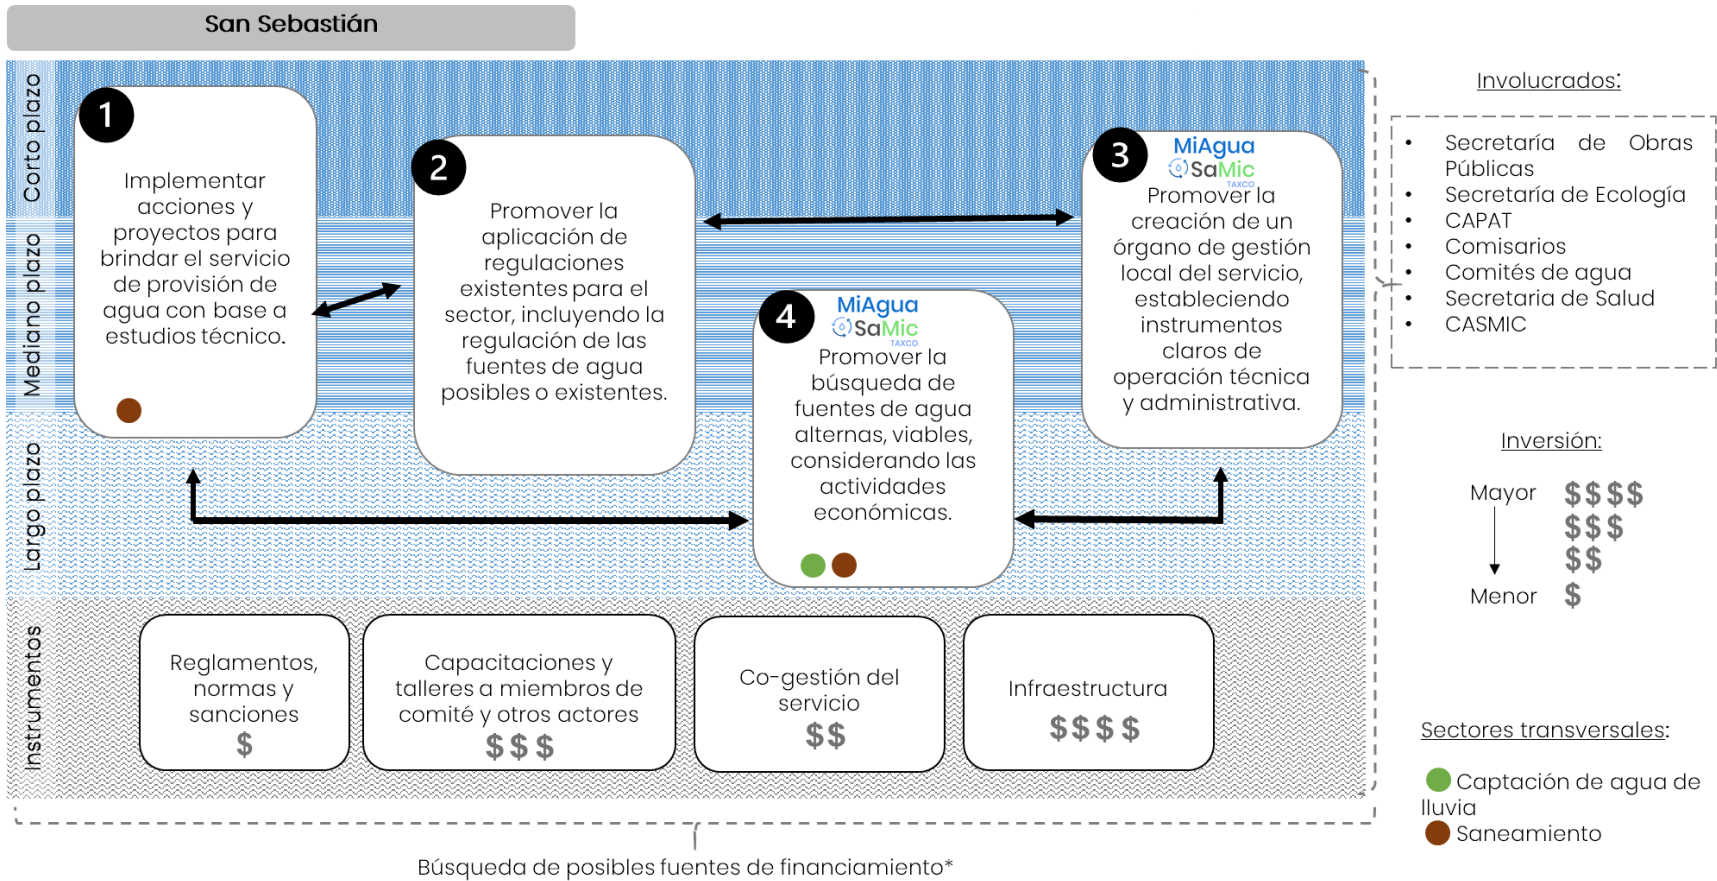 San Sebastián
Corto plazo
Mediano plazo
Largo plazo
Instrumentos
1
Implementar
acciones y
proyectos para
brindar el servicio
de provisión de
agua con base a
estudios técnico.
2
Promover la
aplicación de
regulaciones
existentes para el
sector, incluyendo la
regulación de las
fuentes de agua
posibles o existentes.
3
MiAgua
SaMic
TAXCO
Promover la
creación de un
órgano de gestión
local del servicio,
estableciendo
instrumentos
claros de
operación técnica
y administrativa.
4
MiAgua
SaMic
TAXCO
Promover la
búsqueda de
fuentes de agua
alternas, viables,
considerando las
actividades
económicas.
Reglamentos,
normas y
sanciones
$
Capacitaciones y
talleres a miembros de
comité y otros actores
$$$
Co-gestión del
servicio
$$
Infraestructura
$$$$
Búsqueda de posibles fuentes de financiamiento*
Involucrados:
• Secretaría de Obras
Públicas
• Secretaría de Ecología
• CAPAT
• Comisarios
• Comités de agua
• Secretaria de Salud
• CASMIC
Inversión:
Mayor $$$$
$$$
$$
Menor $
Sectores transversales:
Captación de agua de
lluvia
Saneamiento